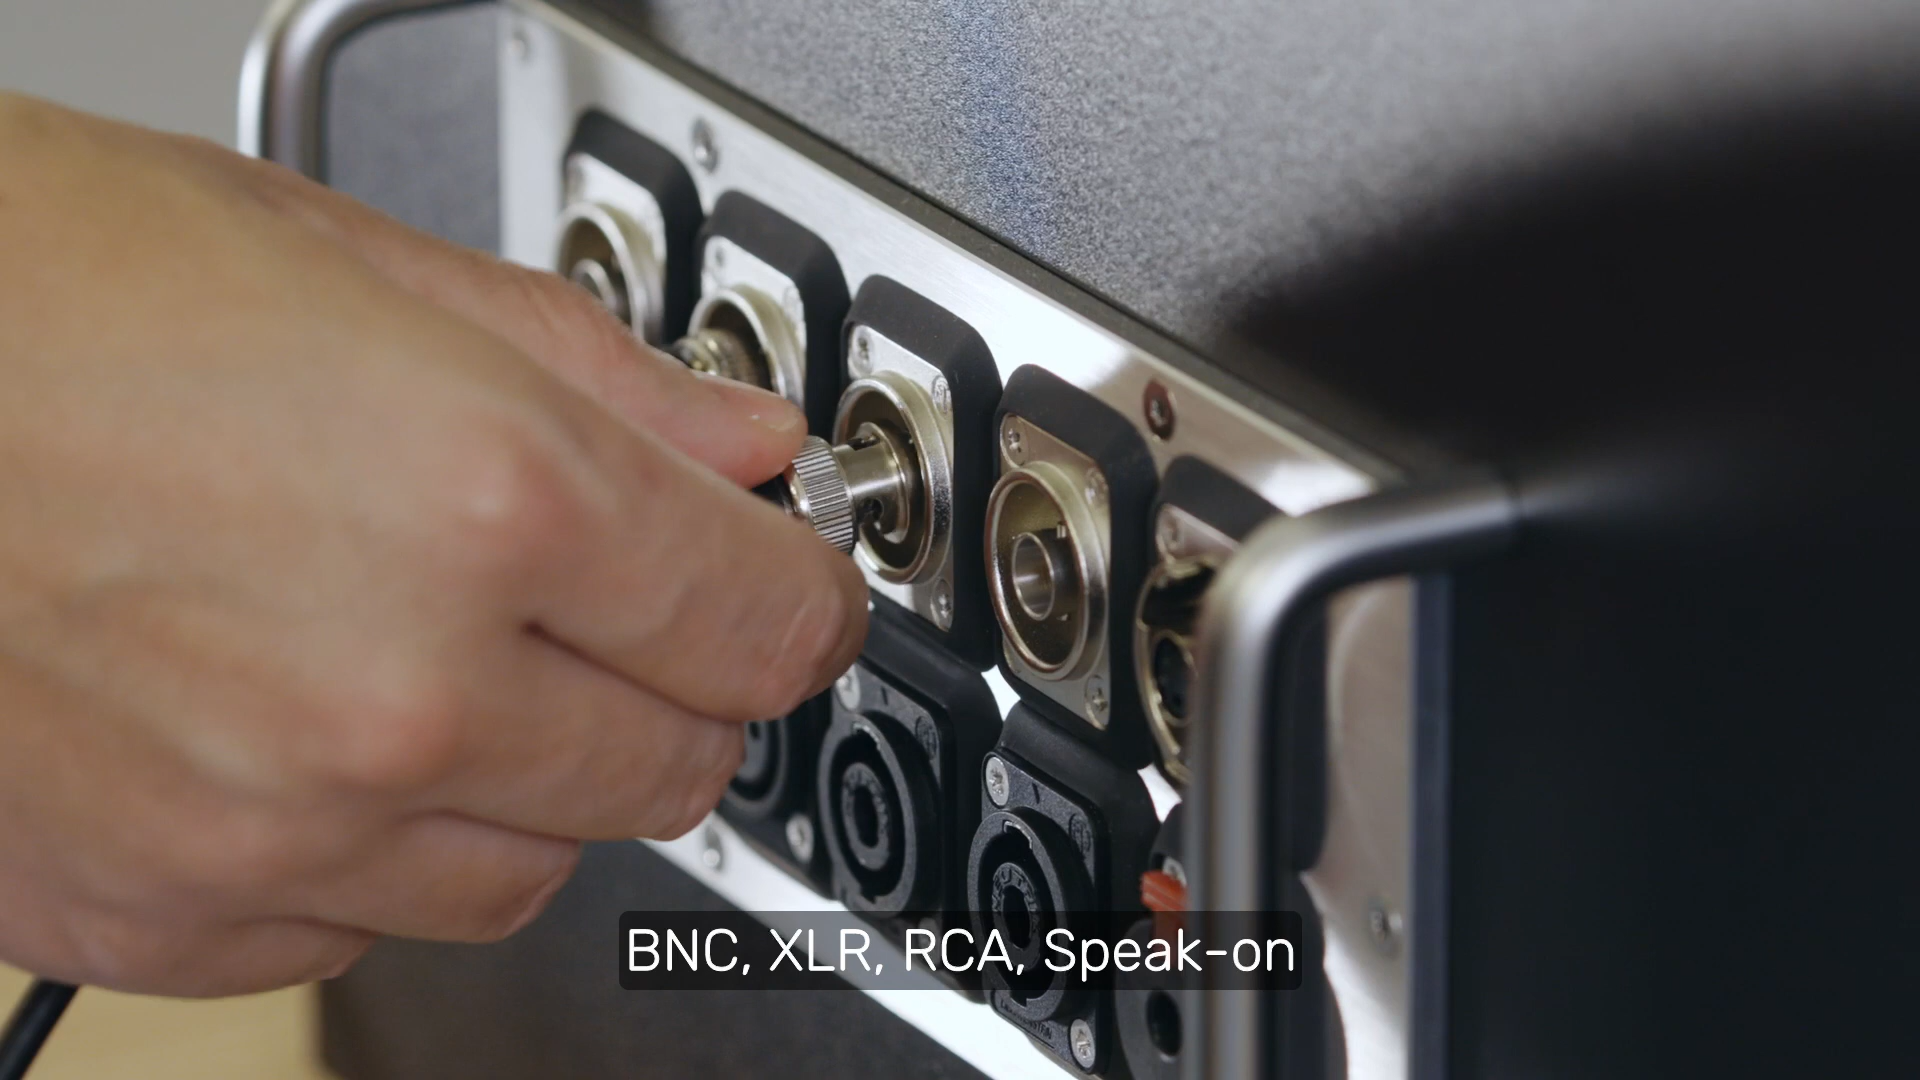 BNC, XLR, RCA, Speak-on